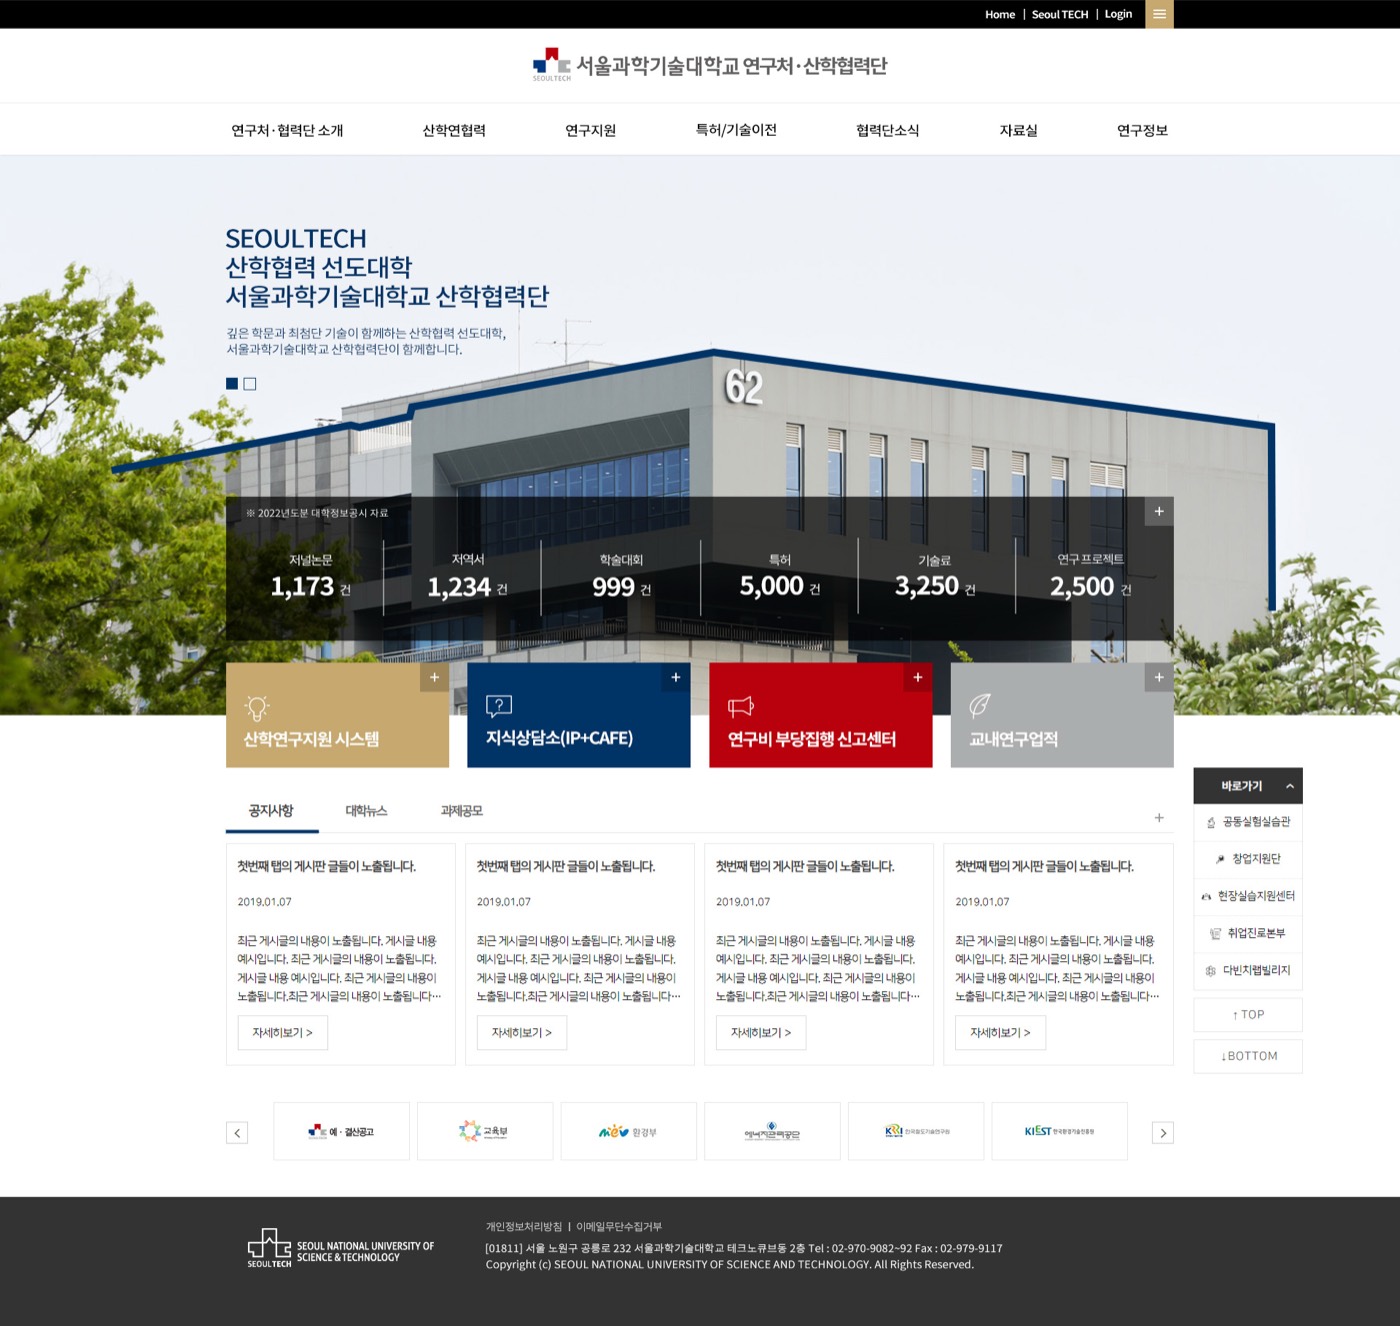 Home | Seoul TECH | Login
SEOULTECH
서울과학기술대학교 연구처·산학협력단
연구처·협력단 소개 산학연협력 연구지원 특허/기술이전 협력단소식 자료실 연구정보
SEOULTECH
산학협력 선도대학
서울과학기술대학교 산학협력단
깊은 학문과 최첨단 기술이 함께하는 산학협력 선도대학,
서울과학기술대학교 산학협력단이 함께합니다.
62
※ 2022년도분 대학정보공시 자료 +
저널논문 저역서 학술대회 특허 기술료 연구프로젝트
1,173 건 1,234 건 999 건 5,000 건 3,250 건 2,500 건
+ + + +
산학연구지원 시스템 지식상담소(IP+CAFE) 연구비 부당집행 신고센터 교내연구업적
공지사항 대학뉴스 과제공모 +
첫번째 탭의 게시판 글들이 노출됩니다.
2019.01.07
최근 게시글의 내용이 노출됩니다. 게시글 내용
예시입니다. 최근 게시글의 내용이 노출됩니다.
게시글 내용 예시입니다. 최근 게시글의 내용이
노출됩니다.최근 게시글의 내용이 노출됩니다…
자세히보기 >
첫번째 탭의 게시판 글들이 노출됩니다.
2019.01.07
최근 게시글의 내용이 노출됩니다. 게시글 내용
예시입니다. 최근 게시글의 내용이 노출됩니다.
게시글 내용 예시입니다. 최근 게시글의 내용이
노출됩니다.최근 게시글의 내용이 노출됩니다…
자세히보기 >
첫번째 탭의 게시판 글들이 노출됩니다.
2019.01.07
최근 게시글의 내용이 노출됩니다. 게시글 내용
예시입니다. 최근 게시글의 내용이 노출됩니다.
게시글 내용 예시입니다. 최근 게시글의 내용이
노출됩니다.최근 게시글의 내용이 노출됩니다…
자세히보기 >
첫번째 탭의 게시판 글들이 노출됩니다.
2019.01.07
최근 게시글의 내용이 노출됩니다. 게시글 내용
예시입니다. 최근 게시글의 내용이 노출됩니다.
게시글 내용 예시입니다. 최근 게시글의 내용이
노출됩니다.최근 게시글의 내용이 노출됩니다…
자세히보기 >
바로가기
공동실험실습관
창업지원단
현장실습지원센터
취업진로본부
다빈치랩빌리지
↑ TOP
↓BOTTOM
< 예·결산공고 교육부 mev 환경부 에너지관리공단 KRRI 한국철도기술연구원 KIEST 한국환경기술진흥원 >
SEOULTECH
SEOUL NATIONAL UNIVERSITY OF
SCIENCE & TECHNOLOGY
개인정보처리방침 | 이메일무단수집거부
[01811] 서울 노원구 공릉로 232 서울과학기술대학교 테크노큐브동 2층 Tel : 02-970-9082~92 Fax : 02-979-9117
Copyright (c) SEOUL NATIONAL UNIVERSITY OF SCIENCE AND TECHNOLOGY. All Rights Reserved.